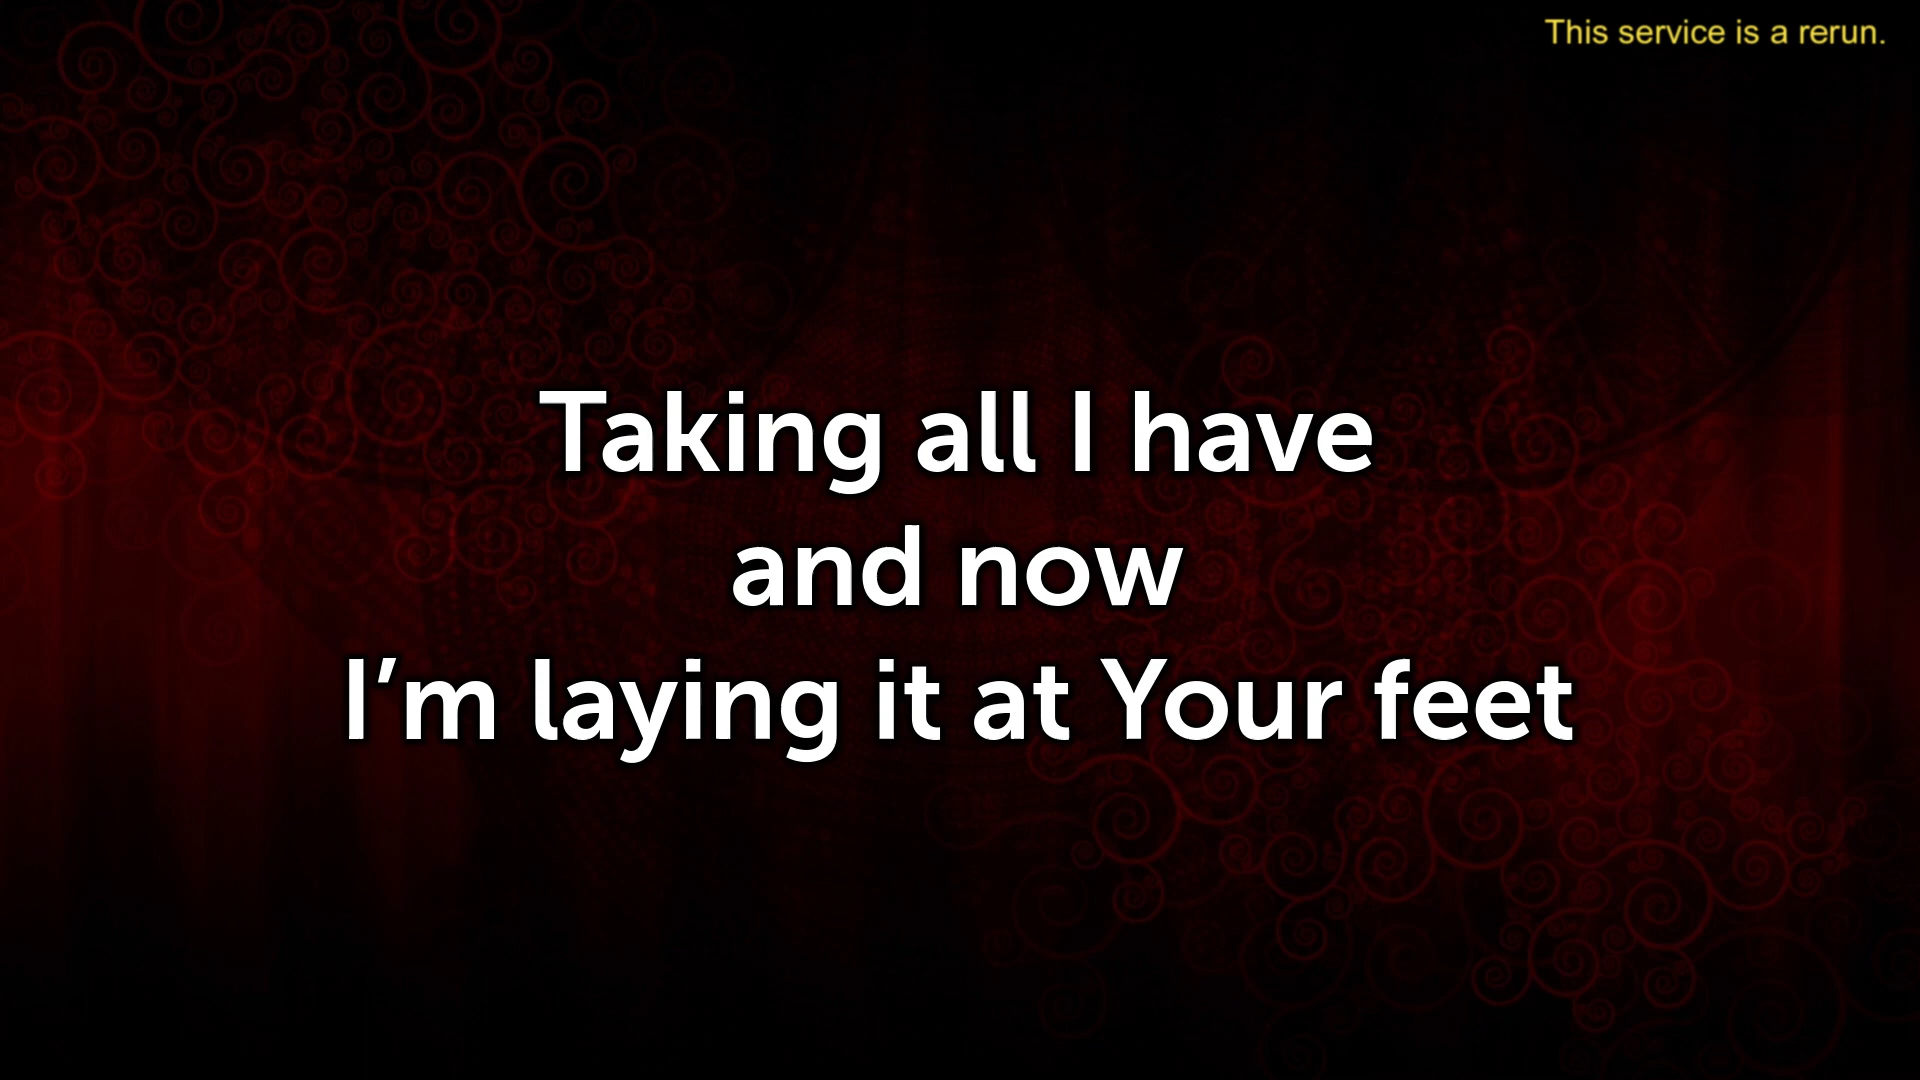 This service is a rerun.
Taking all I have
and now
I’m laying it at Your feet